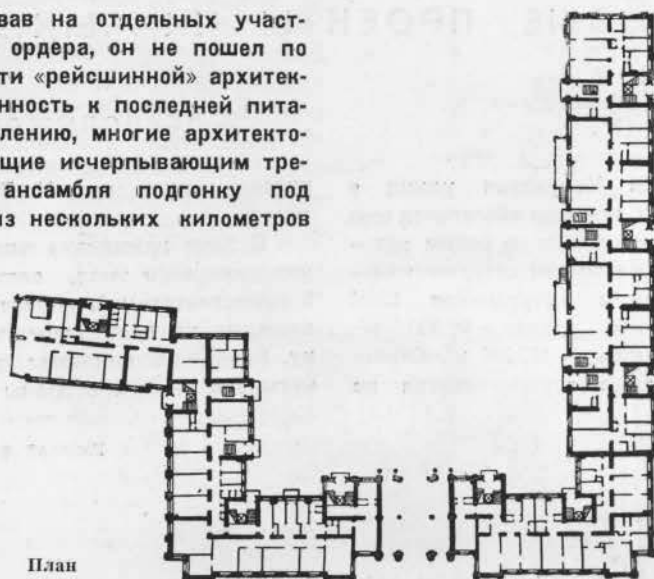 вав на отдельных участ-
ордера, он не пошел по
ти «рейсшинной» архитек-
нность к последней пита-
лению, многие архитекто-
щие исчерпывающим тре-
ансамбля подгонку под
из нескольких километров
План